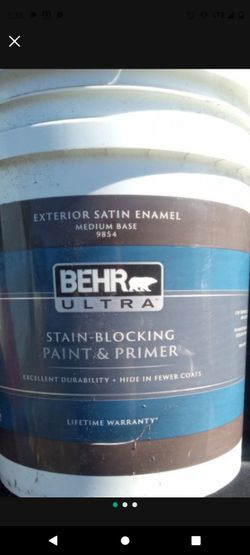 LTE
EXTERIOR SATIN ENAMEL
MEDIUM BASE
9854
BEHR
ULTRA
STAIN-BLOCKING
PAINT & PRIMER
EXCELLENT DURABILITY • HIDE IN FEWER COATS
LIFETIME WARRANTY*